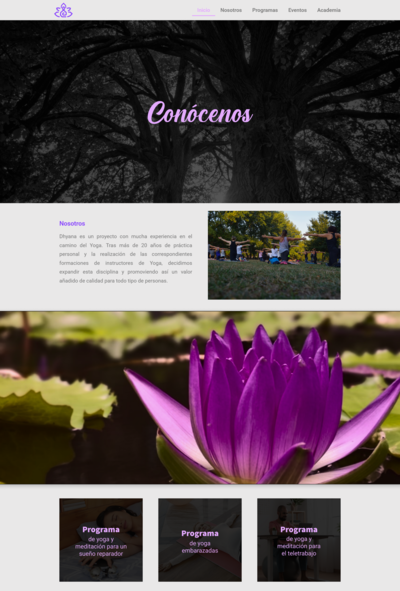 Inicio Nosotros Programas Eventos Academia
Conócenos
Nosotros
Dhyana es un proyecto con mucha experiencia en el
camino del Yoga. Tras más de 20 años de práctica
personal y la realización de las correspondientes
formaciones de instructores de Yoga, decidimos
expandir esta disciplina y promoviendo así un valor
añadido de calidad para todo tipo de personas.
Programa
de yoga y
meditación para un
sueño reparador
Programa
de yoga
embarazadas
Programa
de yoga y
meditación para
el teletrabajo